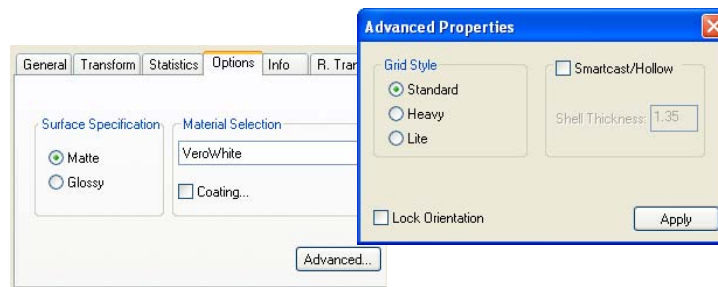 General Transform Statistics Options Info R. Tran
Surface Specification
Matte
Glossy
Material Selection
VeroWhite
Coating...
Advanced...
Advanced Properties
Grid Style
Standard
Heavy
Lite
Smartcast/Hollow
Shell Thickness: 1.35
Lock Orientation
Apply